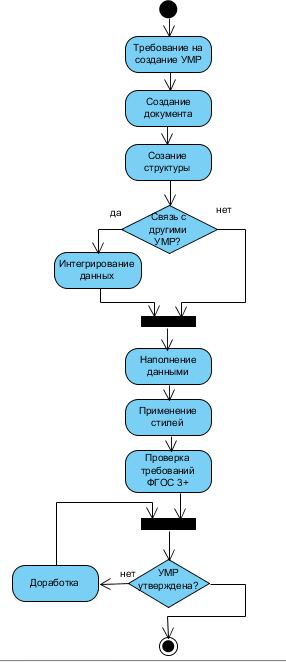 Требование на
создание УМР
Создание
документа
Созание
структуры
да
Связь с
другими
УМР?
нет
Интегрирование
данных
Наполнение
данными
Применение
стилей
Проверка
требований
ФГОС 3+
Доработка
нет
УМР
утверждена?